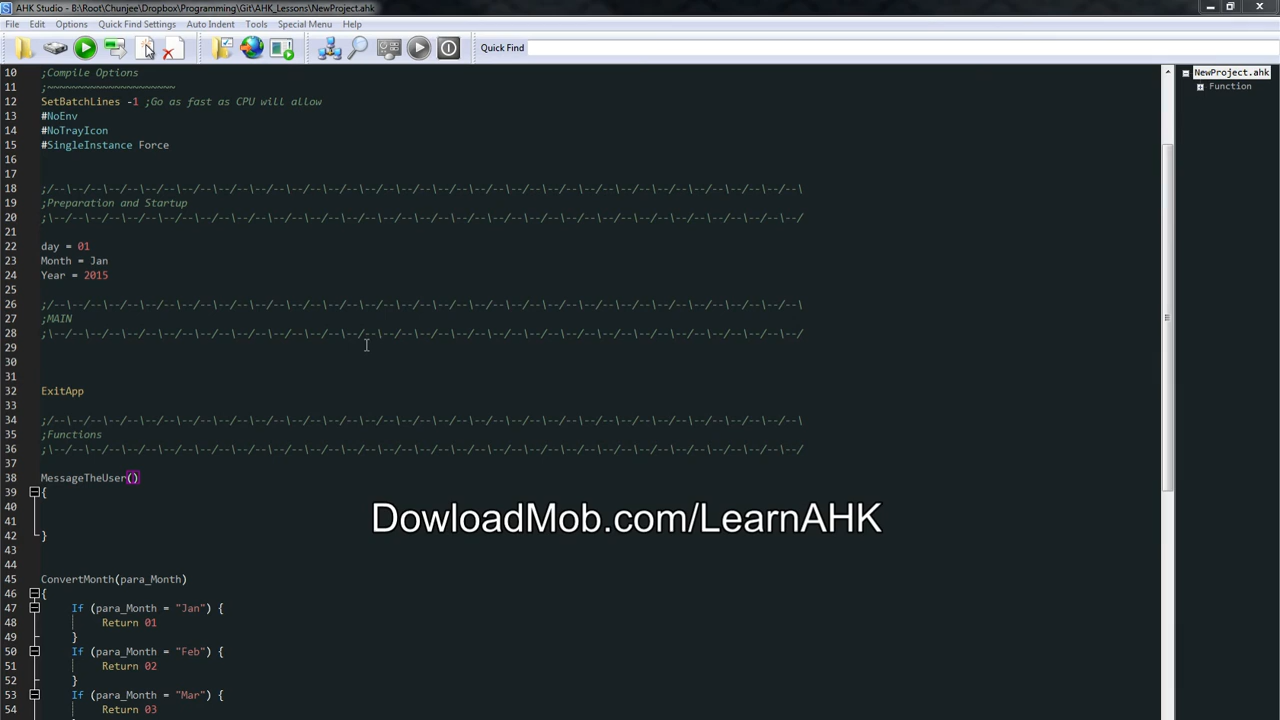 AHK Studio - B:\Root\Chunjee\Dropbox\Programming\Git\AHK_Lessons\NewProject.ahk
File Edit Options Quick Find Settings Auto Indent Tools Special Menu Help
Quick Find
10 ;Compile Options
11 ;~~~~~~~~~~~~~~~~~~~~~
12 SetBatchLines -1 ;Go as fast as CPU will allow
13 #NoEnv
14 #NoTrayIcon
15 #SingleInstance Force
16
17
18 ;/--\--/--\--/--\--/--\--/--\--/--\--/--\--/--\--/--\--/--\--/--\--/--\--/--\--/--\--/--\--/--\--/--\--/--\--/--\--/--\--/--\
19 ;Preparation and Startup
20 ;\--/--\--/--\--/--\--/--\--/--\--/--\--/--\--/--\--/--\--/--\--/--\--/--\--/--\--/--\--/--\--/--\--/--\--/--\--/--\--/--\--/
21
22 day = 01
23 Month = Jan
24 Year = 2015
25
26 ;/--\--/--\--/--\--/--\--/--\--/--\--/--\--/--\--/--\--/--\--/--\--/--\--/--\--/--\--/--\--/--\--/--\--/--\--/--\--/--\--/--\
27 ;MAIN
28 ;\--/--\--/--\--/--\--/--\--/--\--/--\--/--\--/--\--/--\--/--\--/--\--/--\--/--\--/--\--/--\--/--\--/--\--/--\--/--\--/--\--/
29
30
31
32 ExitApp
33
34 ;/--\--/--\--/--\--/--\--/--\--/--\--/--\--/--\--/--\--/--\--/--\--/--\--/--\--/--\--/--\--/--\--/--\--/--\--/--\--/--\--/--\
35 ;Functions
36 ;\--/--\--/--\--/--\--/--\--/--\--/--\--/--\--/--\--/--\--/--\--/--\--/--\--/--\--/--\--/--\--/--\--/--\--/--\--/--\--/--\--/
37
38 MessageTheUser()
39 {
40
41
42 }
43
44
45 ConvertMonth(para_Month)
46 {
47 If (para_Month = "Jan") {
48 Return 01
49 }
50 If (para_Month = "Feb") {
51 Return 02
52 }
53 If (para_Month = "Mar") {
54 Return 03
DowloadMob.com/LearnAHK
NewProject.ahk
Function